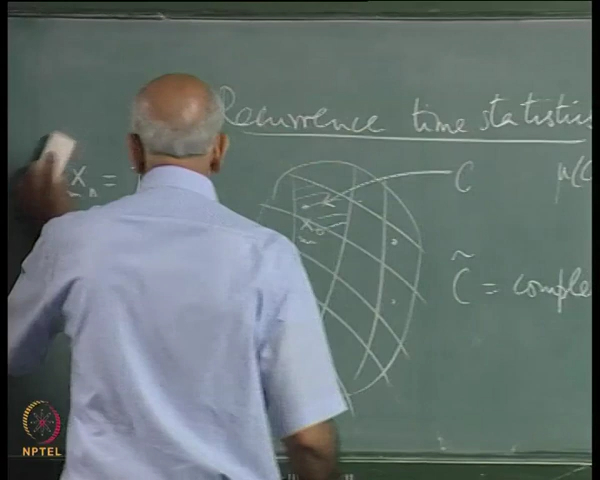 Recurrence time statistics
X_n =
C
μ(C
X_0
C̃ = comple
NPTEL